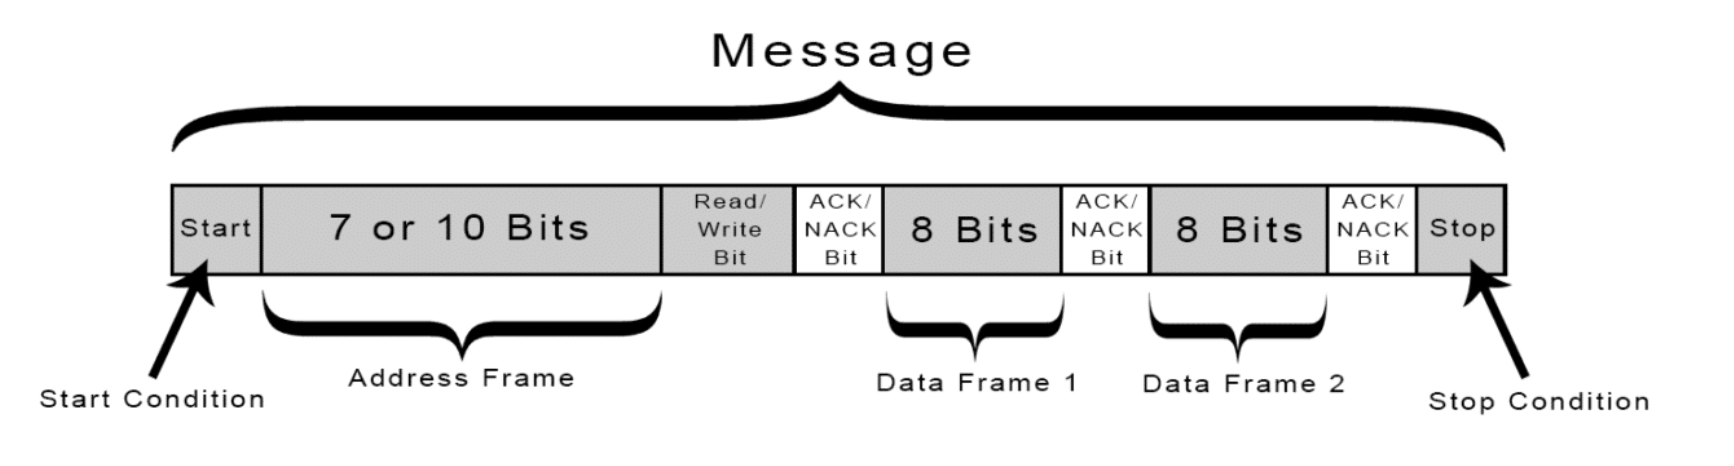 Message
Start
7 or 10 Bits
Read/
Write
Bit
ACK/
NACK
Bit
8 Bits
ACK/
NACK
Bit
8 Bits
ACK/
NACK
Bit
Stop
Address Frame
Data Frame 1
Data Frame 2
Start Condition
Stop Condition